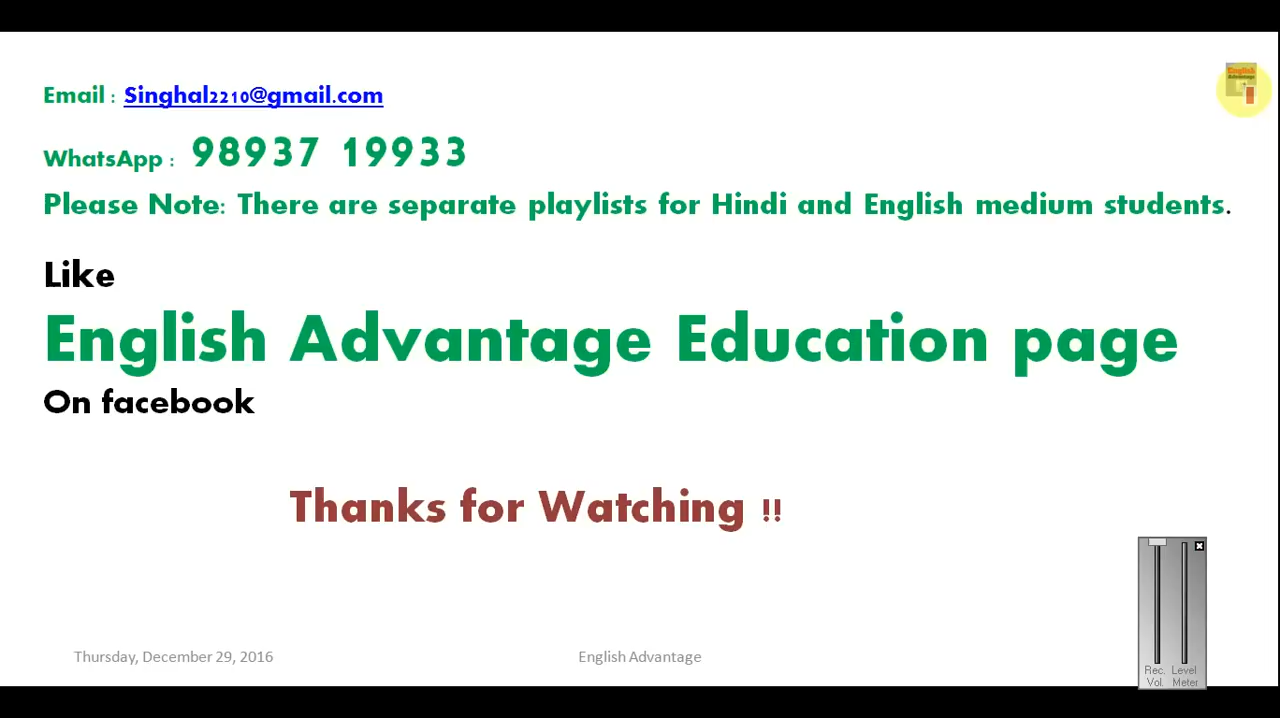 Email : Singhal2210@gmail.com
WhatsApp : 98937 19933
Please Note: There are separate playlists for Hindi and English medium students.
Like
English Advantage Education page
On facebook
Thanks for Watching !!
Thursday, December 29, 2016
English Advantage
Rec. Level
Vol. Meter
English
Advantage